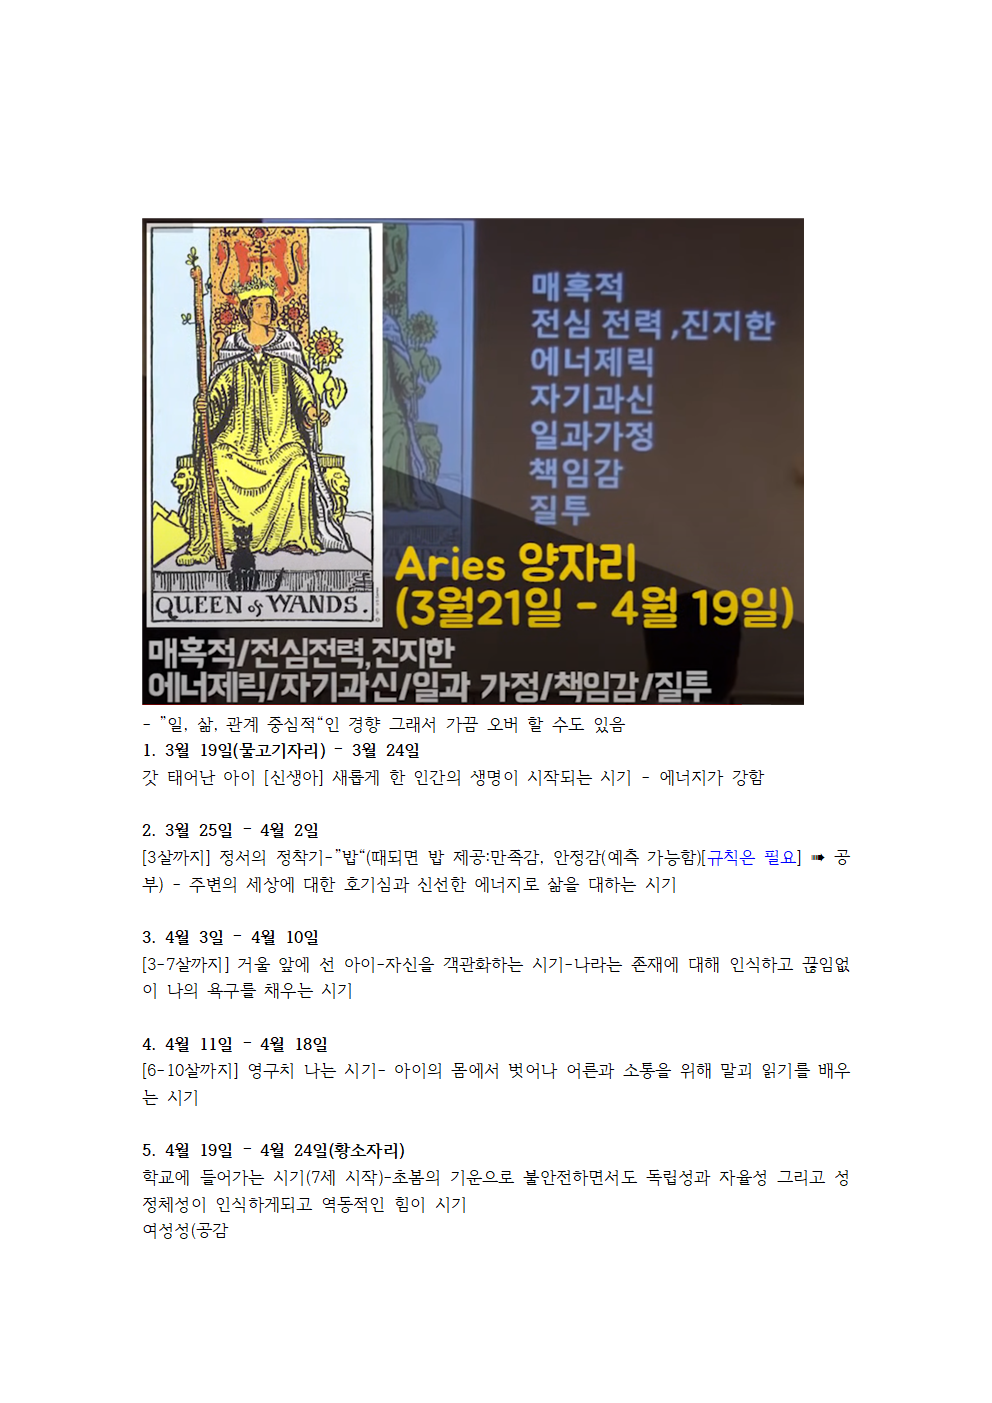 매혹적
전심 전력 ,진지한
에너제릭
자기과신
일과가정
책임감
질투
QUEEN of WANDS.
Aries 양자리
(3월21일 - 4월 19일)
매혹적/전심전력,진지한
에너제릭/자기과신/일과 가정/책임감/질투
- ”일, 삶, 관계 중심적“인 경향 그래서 가끔 오버 할 수도 있음
1. 3월 19일(물고기자리) - 3월 24일
갓 태어난 아이 [신생아] 새롭게 한 인간의 생명이 시작되는 시기 - 에너지가 강함
2. 3월 25일 - 4월 2일
[3살까지] 정서의 정착기-”밥“(때되면 밥 제공:만족감, 안정감(예측 가능함)[규칙은 필요] ➠ 공
부) - 주변의 세상에 대한 호기심과 신선한 에너지로 삶을 대하는 시기
3. 4월 3일 - 4월 10일
[3-7살까지] 거울 앞에 선 아이-자신을 객관화하는 시기-나라는 존재에 대해 인식하고 끊임없
이 나의 욕구를 채우는 시기
4. 4월 11일 - 4월 18일
[6-10살까지] 영구치 나는 시기- 아이의 몸에서 벗어나 어른과 소통을 위해 말괴 읽기를 배우
는 시기
5. 4월 19일 - 4월 24일(황소자리)
학교에 들어가는 시기(7세 시작)-초봄의 기운으로 불안전하면서도 독립성과 자율성 그리고 성
정체성이 인식하게되고 역동적인 힘이 시기
여성성(공감